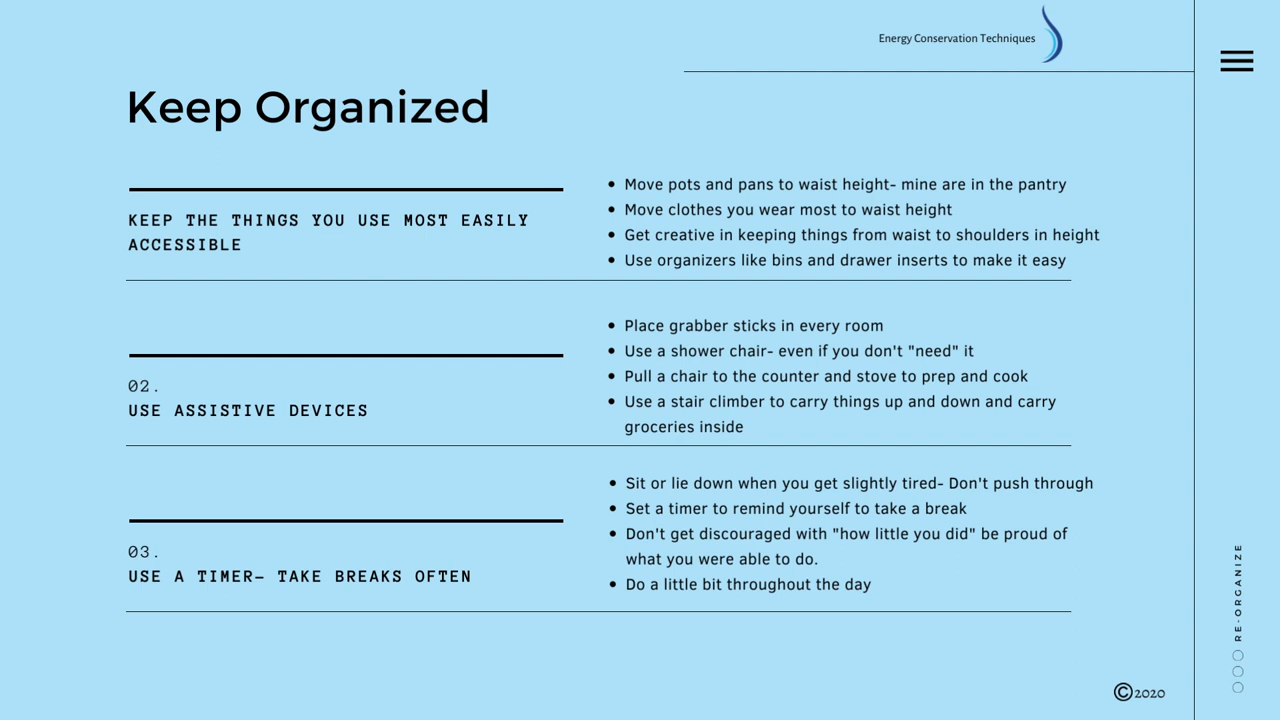 Energy Conservation Techniques
Keep Organized
KEEP THE THINGS YOU USE MOST EASILY
ACCESSIBLE
• Move pots and pans to waist height- mine are in the pantry
• Move clothes you wear most to waist height
• Get creative in keeping things from waist to shoulders in height
• Use organizers like bins and drawer inserts to make it easy
02.
USE ASSISTIVE DEVICES
• Place grabber sticks in every room
• Use a shower chair- even if you don't "need" it
• Pull a chair to the counter and stove to prep and cook
• Use a stair climber to carry things up and down and carry
groceries inside
03.
USE A TIMER- TAKE BREAKS OFTEN
• Sit or lie down when you get slightly tired- Don't push through
• Set a timer to remind yourself to take a break
• Don't get discouraged with "how little you did" be proud of
what you were able to do.
• Do a little bit throughout the day
RE-ORGANIZE
©2020